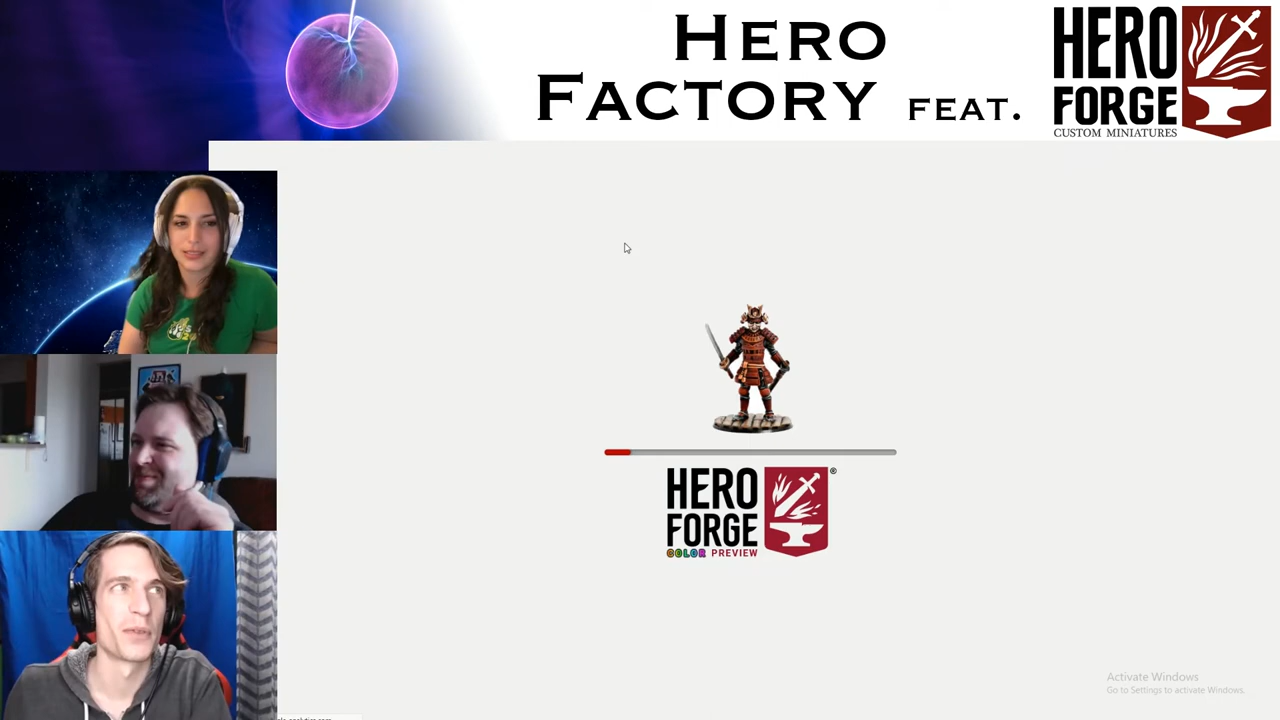 HERO
FACTORY FEAT.
HERO
FORGE
CUSTOM MINIATURES
HERO
FORGE
®
COLOR PREVIEW
Activate Windows
Go to Settings to activate Windows.